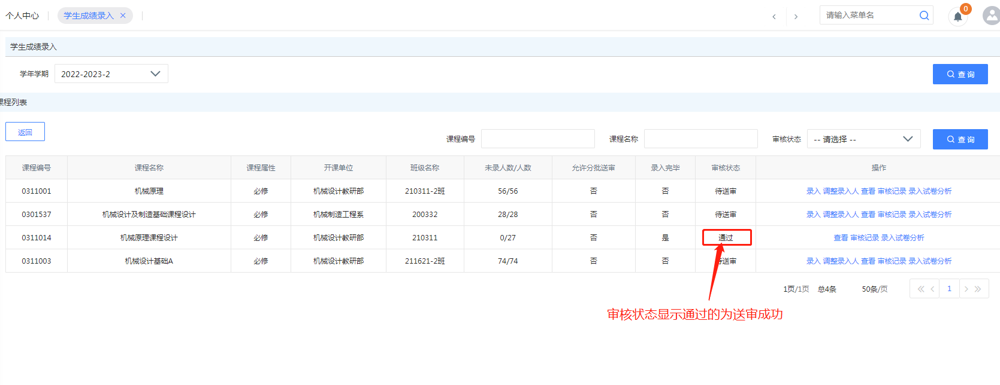 个人中心 学生成绩录入 × 请输入菜单名 0
学生成绩录入
学年学期 2022-2023-2 查 询
课程列表
返回
课程编号 课程名称 审核状态 -- 请选择 -- 查 询
课程编号 课程名称 课程属性 开课单位 班级名称 未录人数/人数 允许分批送审 录入完毕 审核状态 操作
0311001 机械原理 必修 机械设计教研部 210311-2班 56/56 否 否 待送审 录入 调整录入人 查看 审核记录 录入试卷分析
0301537 机械设计及制造基础课程设计 必修 机械制造工程系 200332 28/28 否 否 待送审 录入 调整录入人 查看 审核记录 录入试卷分析
0311014 机械原理课程设计 必修 机械设计教研部 210311 0/27 否 是 通过 查看 审核记录 录入试卷分析
0311003 机械设计基础A 必修 机械设计教研部 211621-2班 74/74 否 否 待送审 录入 调整录入人 查看 审核记录 录入试卷分析
1页/1页 总4条 50条/页 1
审核状态显示通过的为送审成功